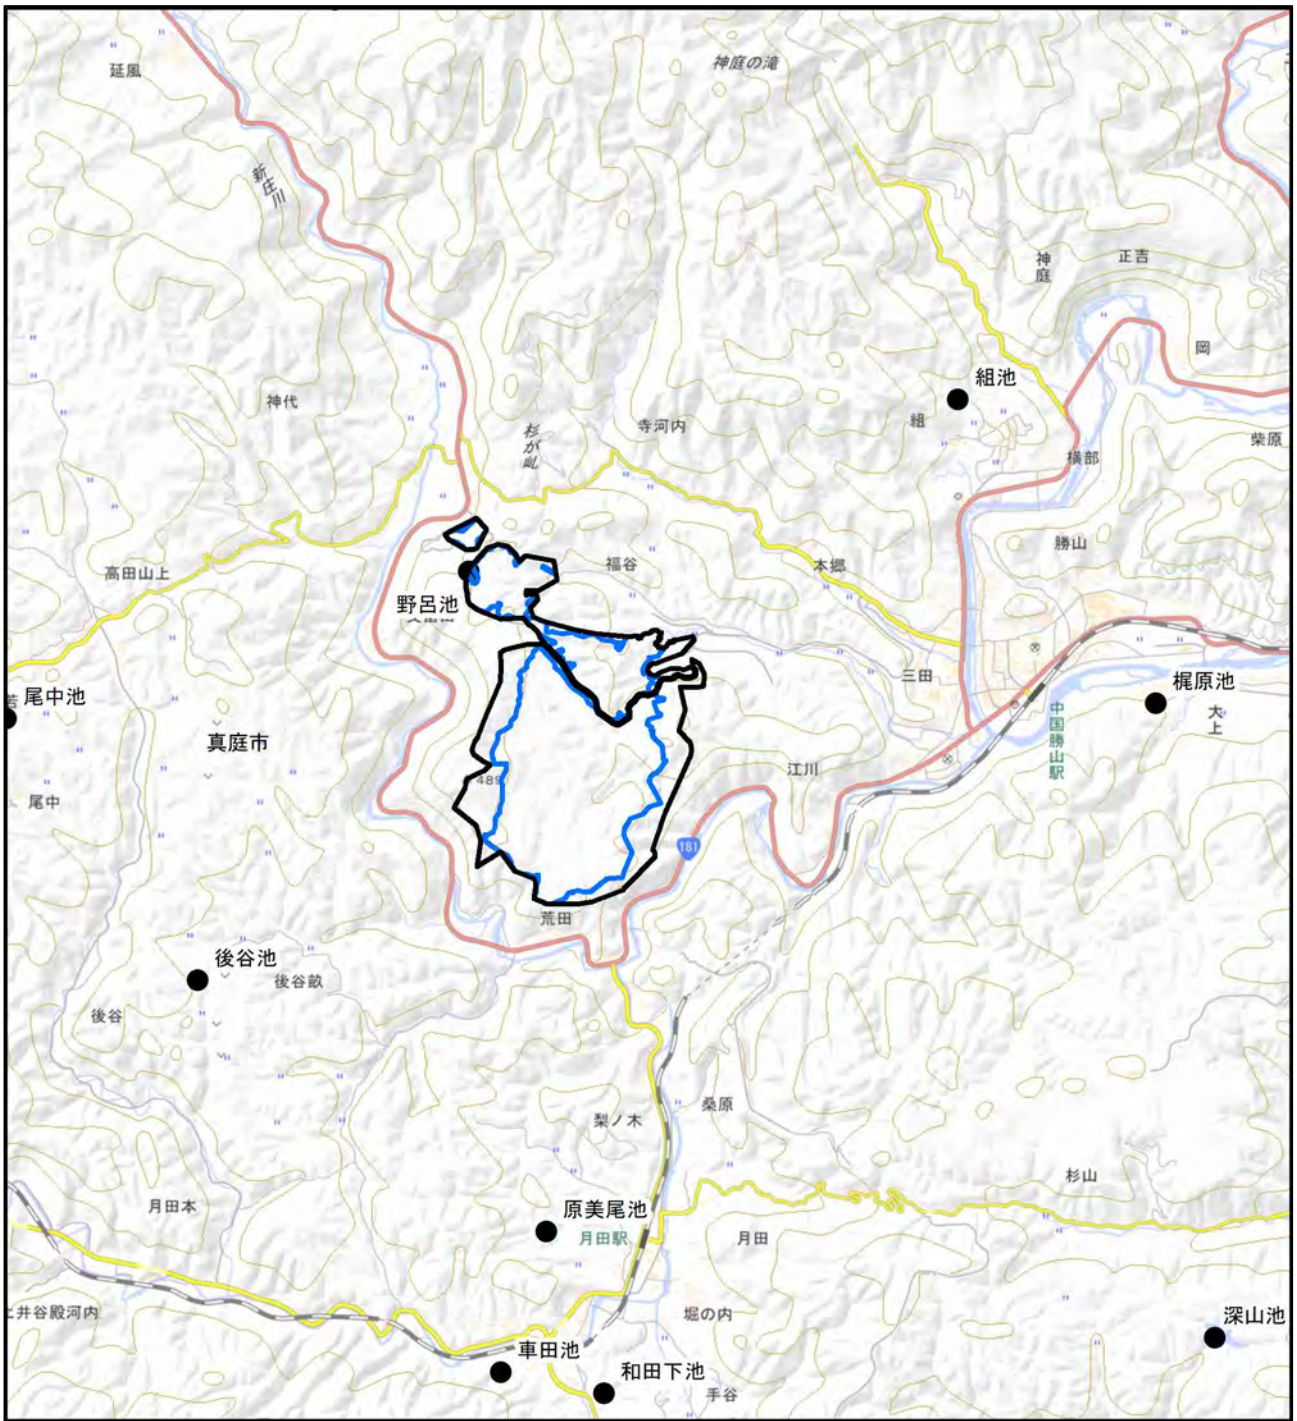 神庭の滝
延風
新庄川
神庭
正吉
岡
組池
神代
組
寺河内
杉が乢
柴原
横部
勝山
福谷
本郷
高田山上
野呂池
三田
尾中池
梶原池
大上
真庭市
中国勝山駅
江川
489
尾中
181
荒田
後谷池
後谷畝
後谷
桑原
梨ノ木
杉山
月田本
原美尾池
月田駅
月田
土井谷殿河内
堀の内
深山池
車田池
和田下池
手谷